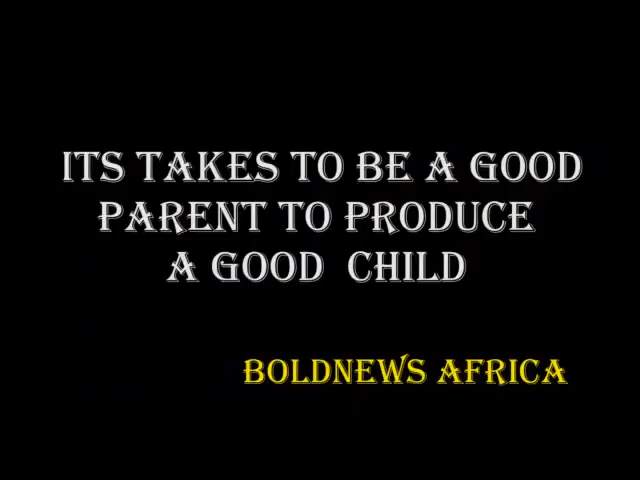 ITS TAKES TO BE A GOOD
PARENT TO PRODUCE
A GOOD CHILD
BOLDNEWS AFRICA